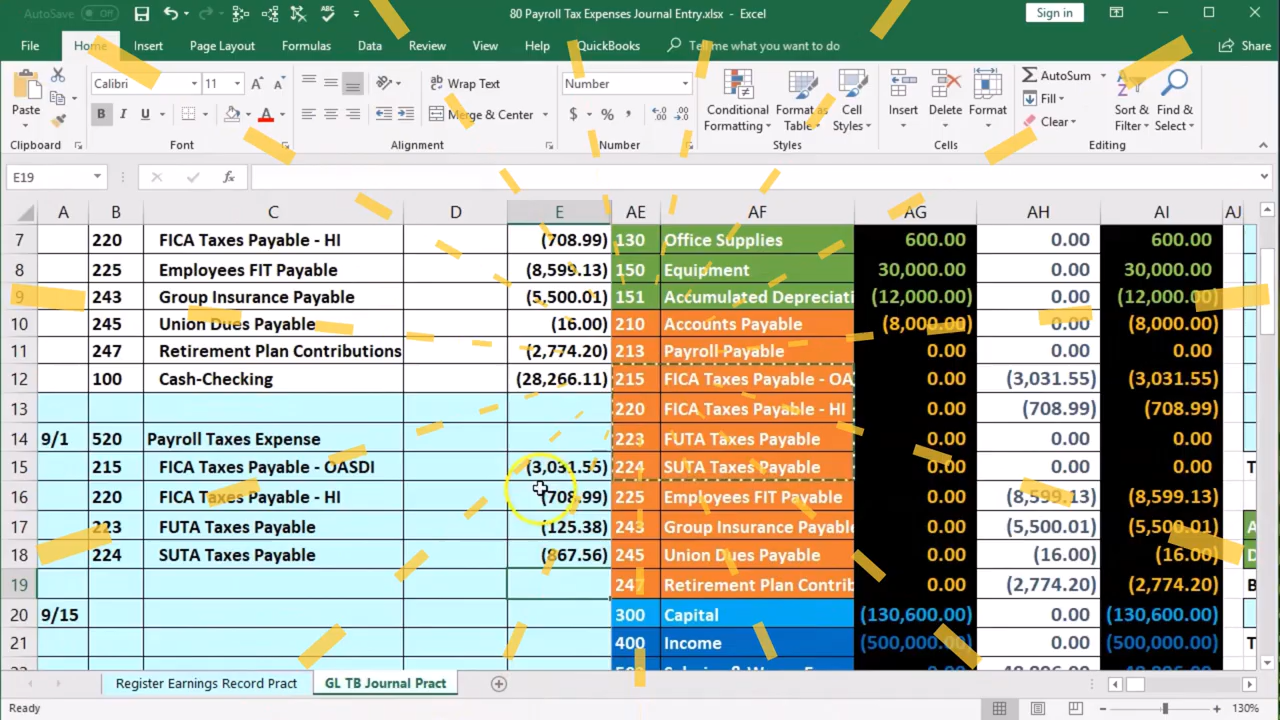 AutoSave Off 80 Payroll Tax Expenses Journal Entry.xlsx - Excel Sign in
File Home Insert Page Layout Formulas Data Review View Help QuickBooks Tell me what you want to do Share
Paste Calibri 11 Wrap Text Number Conditional Formatting Format as Table Cell Styles Insert Delete Format AutoSum Fill Clear Sort & Filter Find & Select
B I U Merge & Center $ % ,
Clipboard Font Alignment Number Styles Cells Editing
E19 fx
A B C D E AE AF AG AH AI AJ
7 220 FICA Taxes Payable - HI (708.99) 130 Office Supplies 600.00 0.00 600.00
8 225 Employees FIT Payable (8,599.13) 150 Equipment 30,000.00 0.00 30,000.00
9 243 Group Insurance Payable (5,500.01) 151 Accumulated Depreciati (12,000.00) 0.00 (12,000.00)
10 245 Union Dues Payable (16.00) 210 Accounts Payable (8,000.00) 0.00 (8,000.00)
11 247 Retirement Plan Contributions (2,774.20) 213 Payroll Payable 0.00 0.00 0.00
12 100 Cash-Checking (28,266.11) 215 FICA Taxes Payable - OA 0.00 (3,031.55) (3,031.55)
13 220 FICA Taxes Payable - HI 0.00 (708.99) (708.99)
14 9/1 520 Payroll Taxes Expense 223 FUTA Taxes Payable 0.00 0.00 0.00
15 215 FICA Taxes Payable - OASDI (3,031.55) 224 SUTA Taxes Payable 0.00 0.00 0.00 T
16 220 FICA Taxes Payable - HI (708.99) 225 Employees FIT Payable 0.00 (8,599.13) (8,599.13)
17 223 FUTA Taxes Payable (125.38) 243 Group Insurance Payable 0.00 (5,500.01) (5,500.01) A
18 224 SUTA Taxes Payable (867.56) 245 Union Dues Payable 0.00 (16.00) (16.00) D
19 247 Retirement Plan Contrib 0.00 (2,774.20) (2,774.20) B
20 9/15 300 Capital (130,600.00) 0.00 (130,600.00)
21 400 Income (500,000.00) 0.00 (500,000.00) T
Register Earnings Record Pract GL TB Journal Pract
Ready 130%